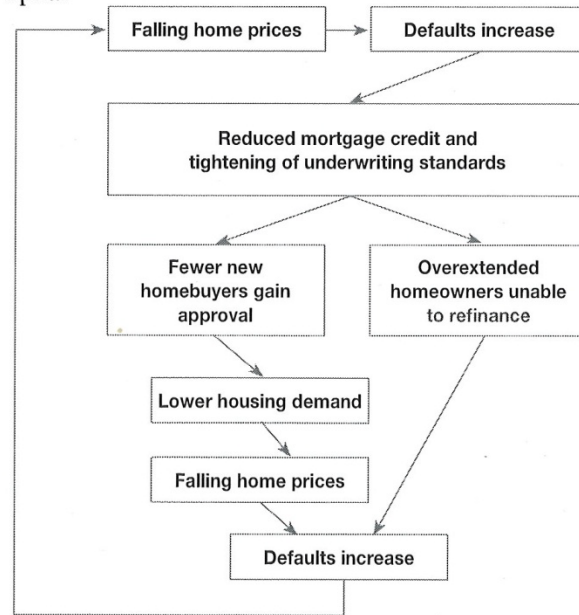 Falling home prices
Defaults increase
Reduced mortgage credit and
tightening of underwriting standards
Fewer new
homebuyers gain
approval
Overextended
homeowners unable
to refinance
Lower housing demand
Falling home prices
Defaults increase